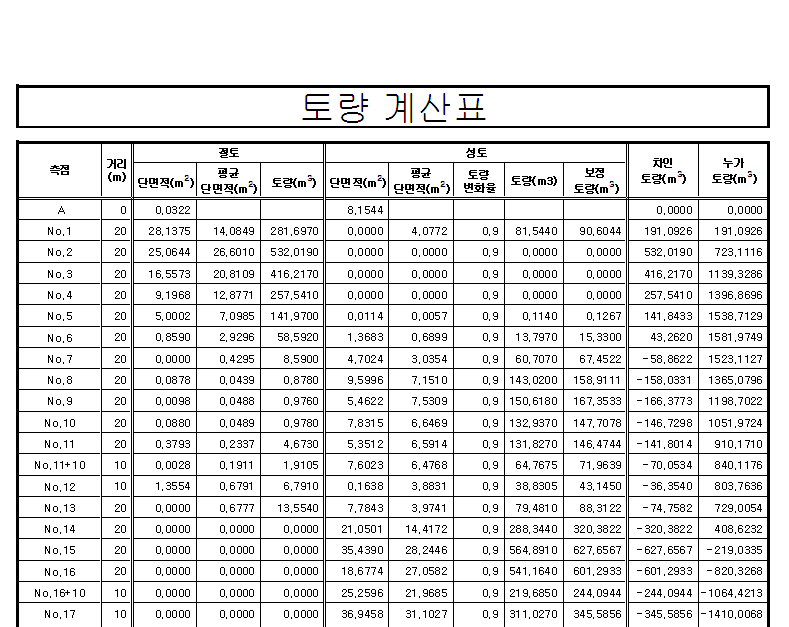 토량 계산표
측점 거리(m) 절토 성토 차인토량(m³) 누가토량(m³)
단면적(m²) 평균단면적(m²) 토량(m³) 단면적(m²) 평균단면적(m²) 토량변화율 토량(m3) 보정토량(m³)
A 0 0,0322 8,1544 0,0000 0,0000
No,1 20 28,1375 14,0849 281,6970 0,0000 4,0772 0,9 81,5440 90,6044 191,0926 191,0926
No,2 20 25,0644 26,6010 532,0190 0,0000 0,0000 0,9 0,0000 0,0000 532,0190 723,1116
No,3 20 16,5573 20,8109 416,2170 0,0000 0,0000 0,9 0,0000 0,0000 416,2170 1139,3286
No,4 20 9,1968 12,8771 257,5410 0,0000 0,0000 0,9 0,0000 0,0000 257,5410 1396,8696
No,5 20 5,0002 7,0985 141,9700 0,0114 0,0057 0,9 0,1140 0,1267 141,8433 1538,7129
No,6 20 0,8590 2,9296 58,5920 1,3683 0,6899 0,9 13,7970 15,3300 43,2620 1581,9749
No,7 20 0,0000 0,4295 8,5900 4,7024 3,0354 0,9 60,7070 67,4522 -58,8622 1523,1127
No,8 20 0,0878 0,0439 0,8780 9,5996 7,1510 0,9 143,0200 158,9111 -158,0331 1365,0796
No,9 20 0,0098 0,0488 0,9760 5,4622 7,5309 0,9 150,6180 167,3533 -166,3773 1198,7022
No,10 20 0,0880 0,0489 0,9780 7,8315 6,6469 0,9 132,9370 147,7078 -146,7298 1051,9724
No,11 20 0,3793 0,2337 4,6730 5,3512 6,5914 0,9 131,8270 146,4744 -141,8014 910,1710
No,11+10 10 0,0028 0,1911 1,9105 7,6023 6,4768 0,9 64,7675 71,9639 -70,0534 840,1176
No,12 10 1,3554 0,6791 6,7910 0,1638 3,8831 0,9 38,8305 43,1450 -36,3540 803,7636
No,13 20 0,0000 0,6777 13,5540 7,7843 3,9741 0,9 79,4810 88,3122 -74,7582 729,0054
No,14 20 0,0000 0,0000 0,0000 21,0501 14,4172 0,9 288,3440 320,3822 -320,3822 408,6232
No,15 20 0,0000 0,0000 0,0000 35,4390 28,2446 0,9 564,8910 627,6567 -627,6567 -219,0335
No,16 20 0,0000 0,0000 0,0000 18,6774 27,0582 0,9 541,1640 601,2933 -601,2933 -820,3268
No,16+10 10 0,0000 0,0000 0,0000 25,2596 21,9685 0,9 219,6850 244,0944 -244,0944 -1064,4213
No,17 10 0,0000 0,0000 0,0000 36,9458 31,1027 0,9 311,0270 345,5856 -345,5856 -1410,0068